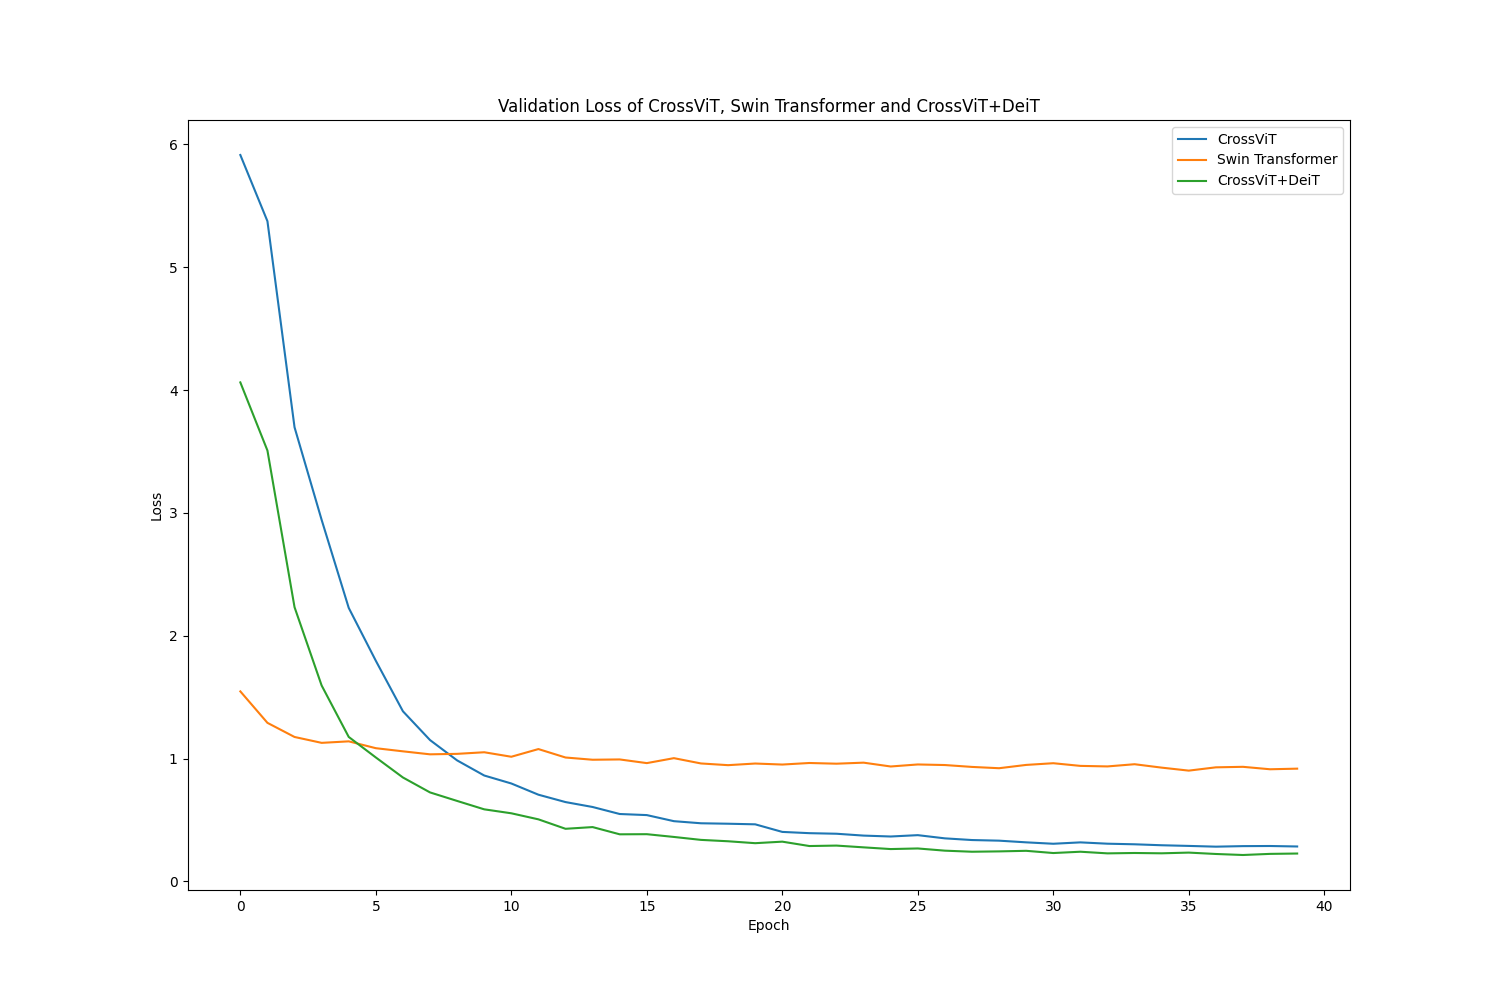 Validation Loss of CrossViT, Swin Transformer and CrossViT+DeiT
CrossViT
Swin Transformer
CrossViT+DeiT
6
5
4
3
2
1
0
Loss
0 5 10 15 20 25 30 35 40
Epoch